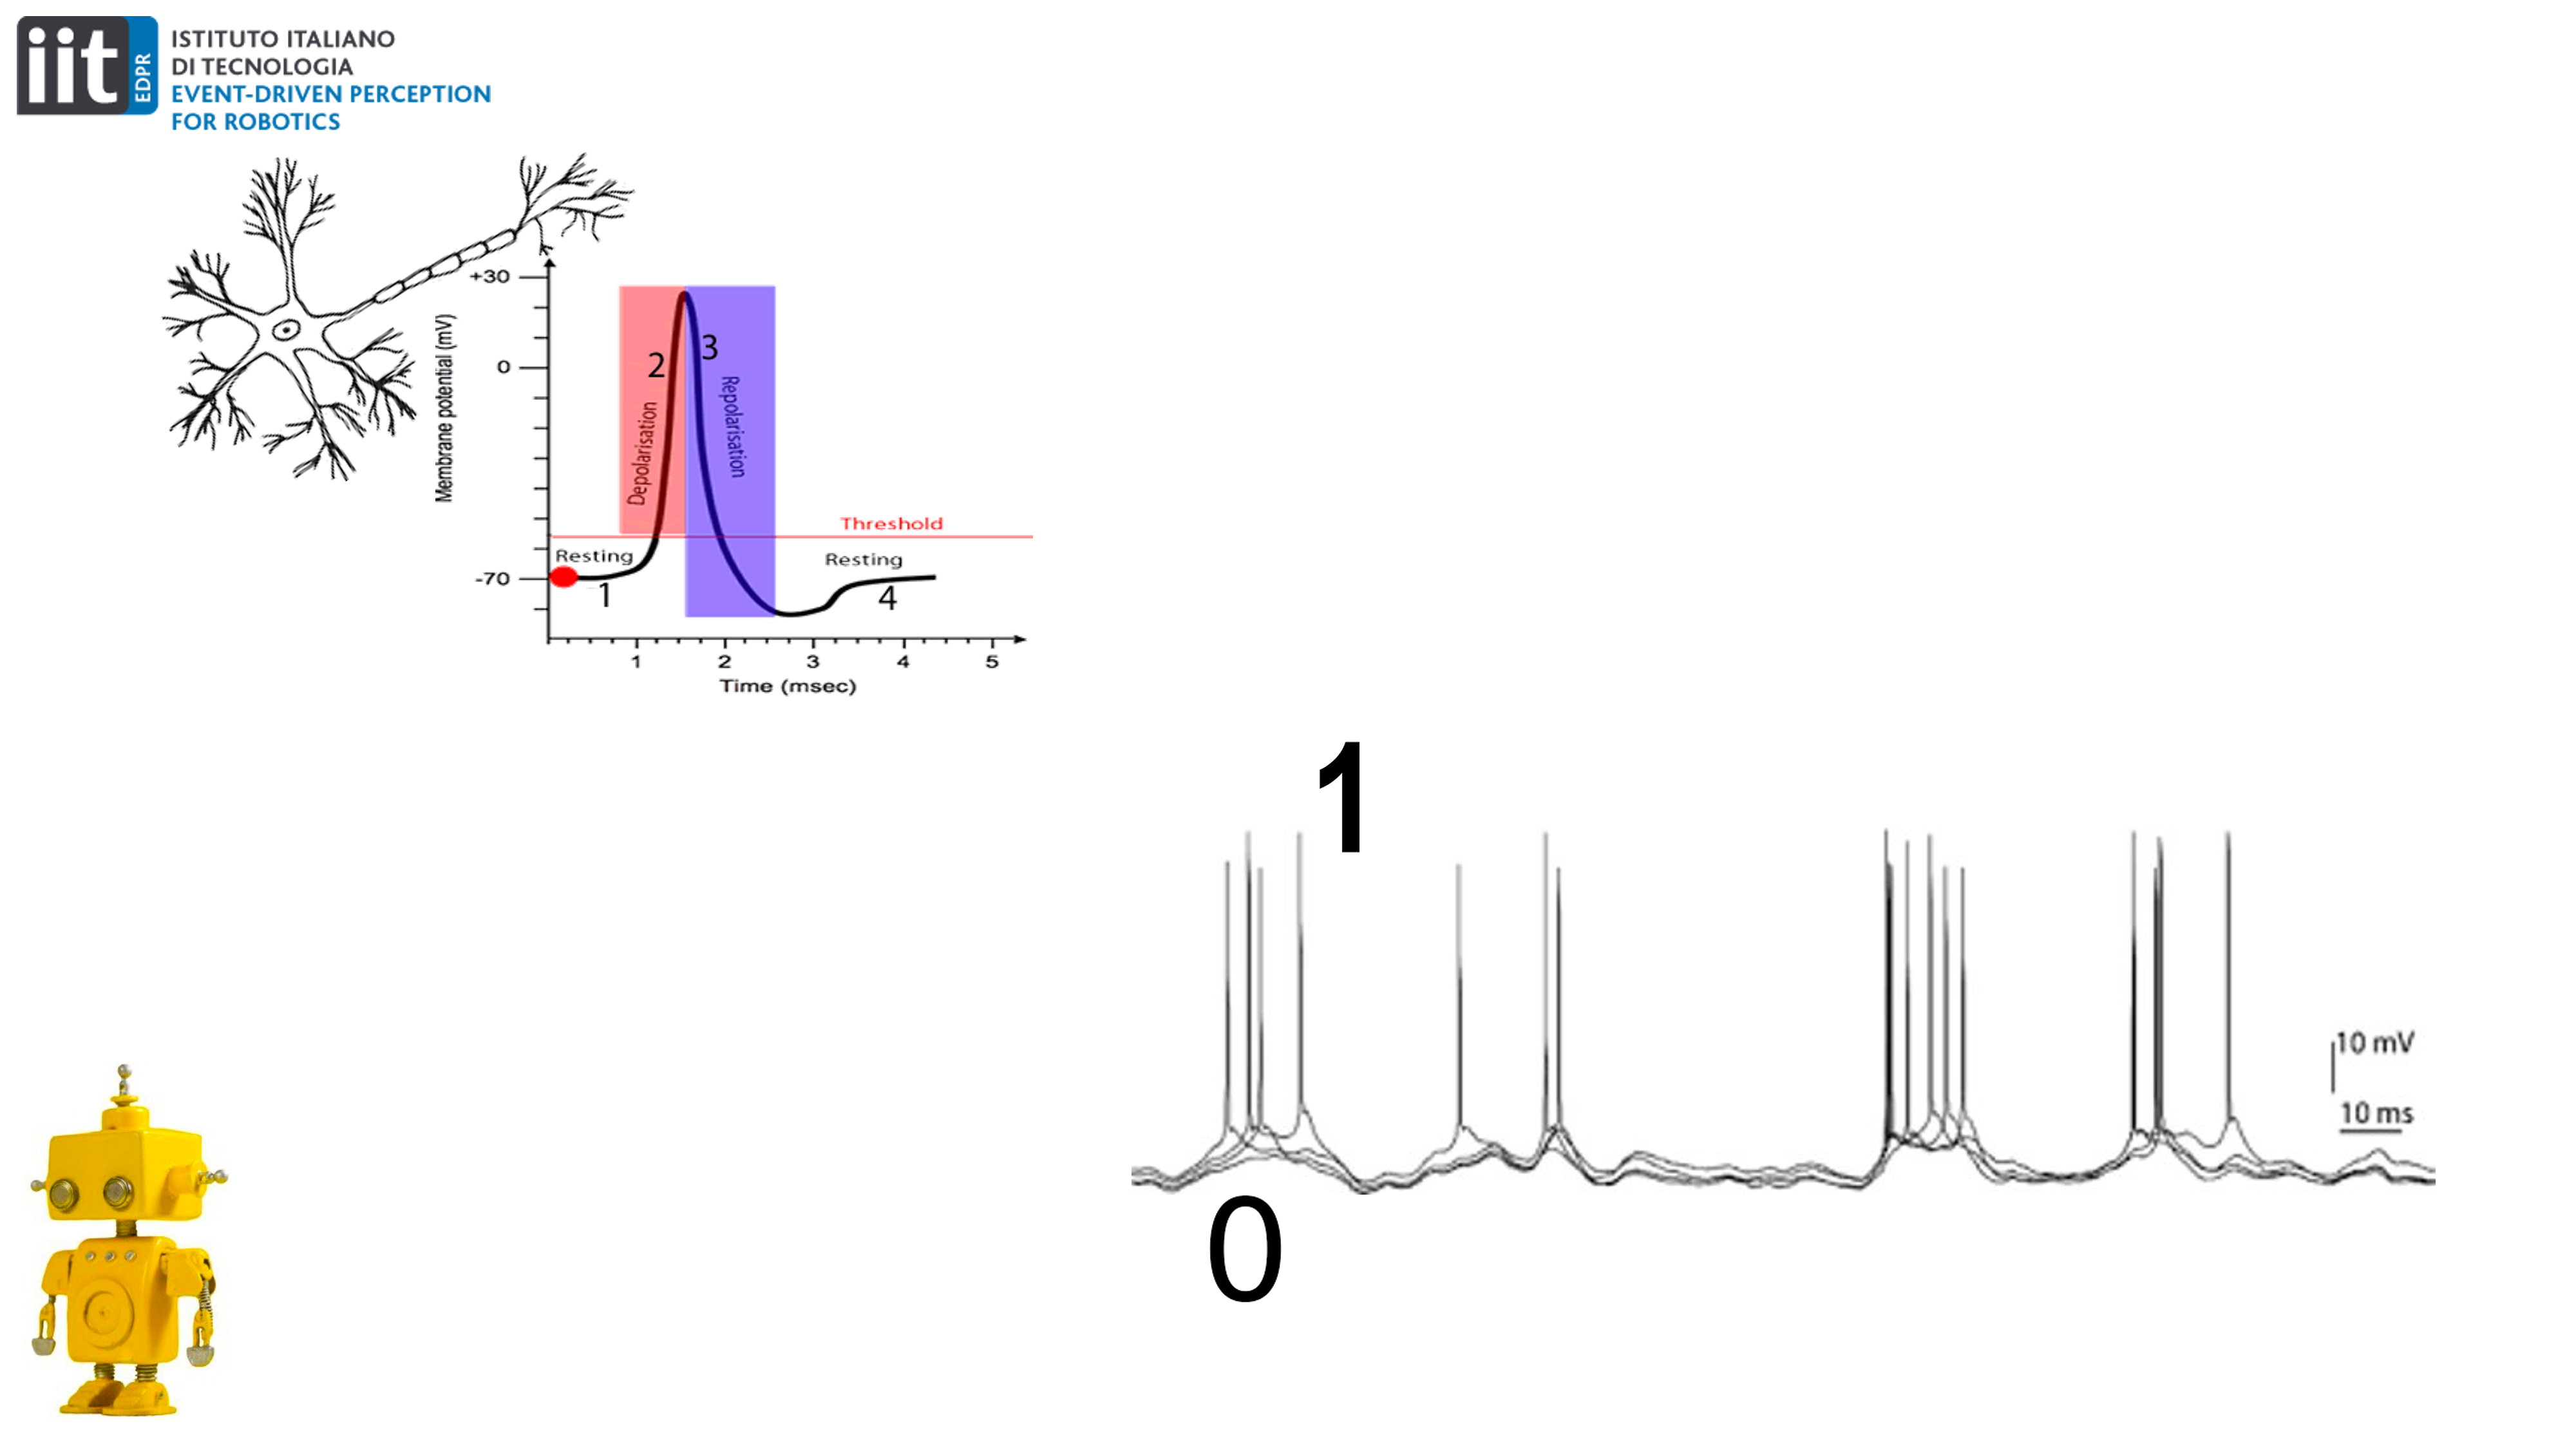 iit
EDPR
ISTITUTO ITALIANO
DI TECNOLOGIA
EVENT-DRIVEN PERCEPTION
FOR ROBOTICS
+30
0
-70
Membrane potential (mV)
2
3
Depolarisation
Repolarisation
Threshold
Resting
Resting
1
4
1 2 3 4 5
Time (msec)
1
10 mV
10 ms
0